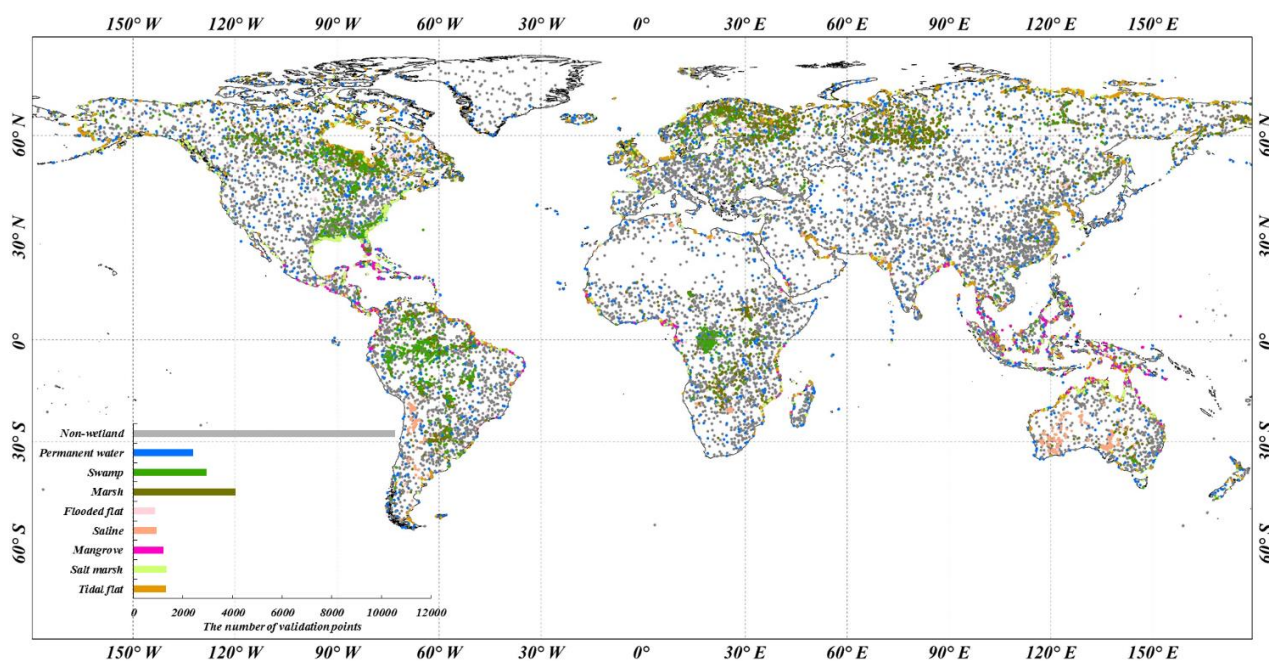 150° W 120° W 90° W 60° W 30° W 0° 30° E 60° E 90° E 120° E 150° E
60° N
60° N
30° N
30° N
0°
0°
30° S
30° S
60° S
60° S
Non-wetland
Permanent water
Swamp
Marsh
Flooded flat
Saline
Mangrove
Salt marsh
Tidal flat
0 2000 4000 6000 8000 10000 12000
The number of validation points
150° W 120° W 90° W 60° W 30° W 0° 30° E 60° E 90° E 120° E 150° E